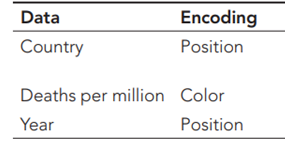 Data Encoding
Country Position
Deaths per million Color
Year Position